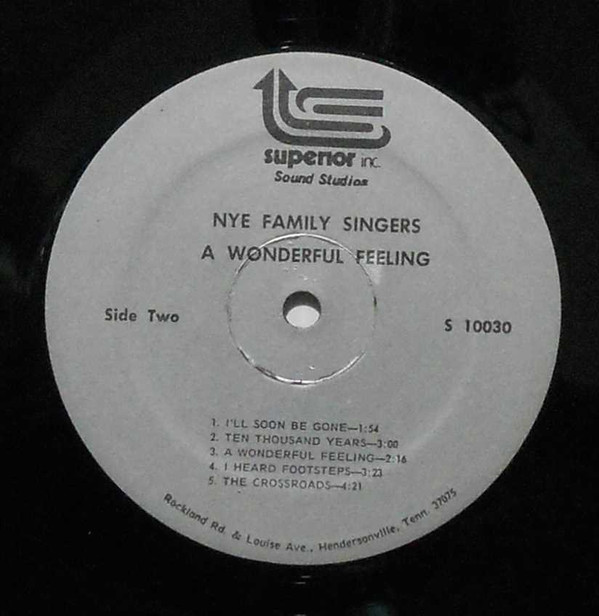 superior inc.
Sound Studios
NYE FAMILY SINGERS
A WONDERFUL FEELING
Side Two
S 10030
1. I'LL SOON BE GONE—1:54
2. TEN THOUSAND YEARS—3:00
3. A WONDERFUL FEELING—2:16
4. I HEARD FOOTSTEPS—3:23
5. THE CROSSROADS—4:21
Rockland Rd. & Louise Ave., Hendersonville, Tenn. 37075